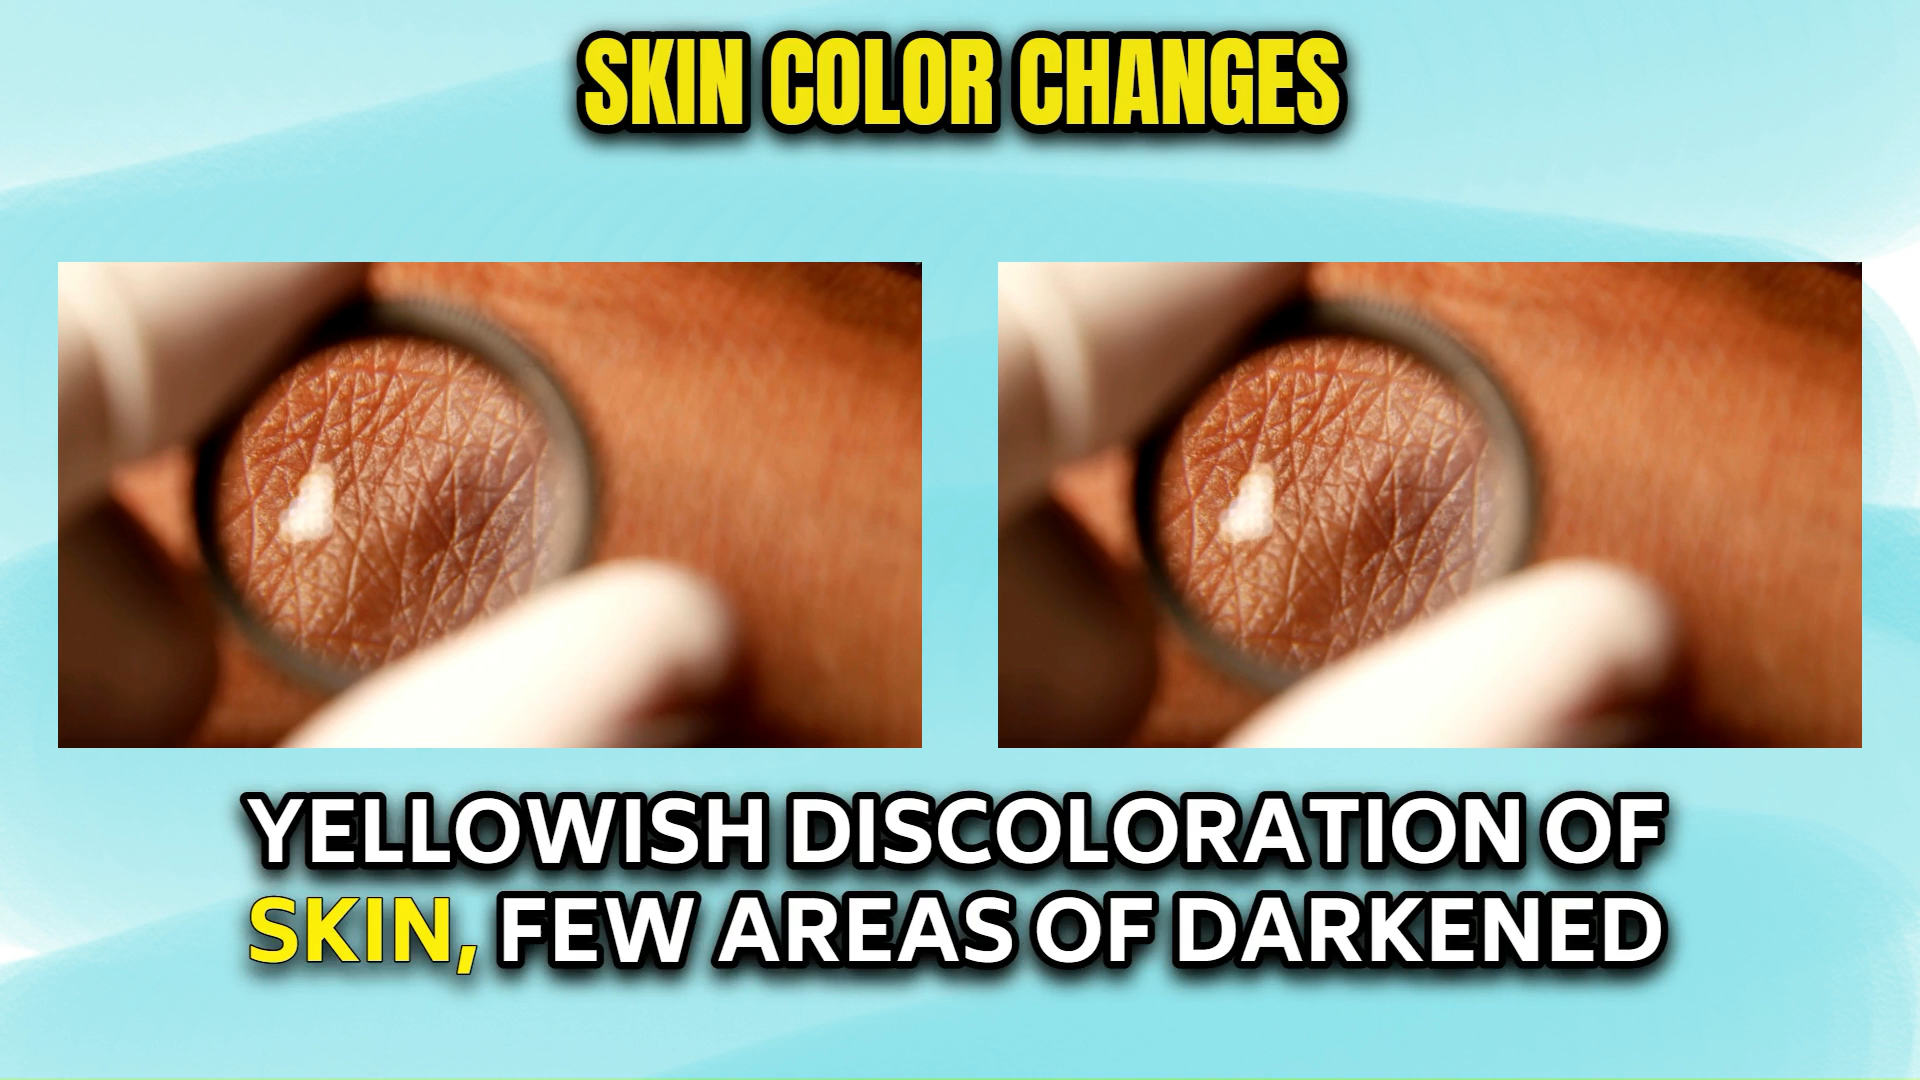 SKIN COLOR CHANGES
YELLOWISH DISCOLORATION OF
SKIN, FEW AREAS OF DARKENED